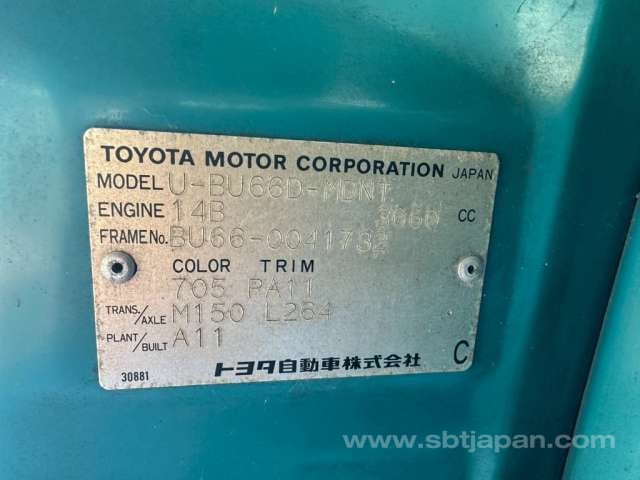 TOYOTA MOTOR CORPORATION JAPAN
MODEL U-BU66D-MDNT
ENGINE 14B 3660 CC
FRAME No. BU66-0041782
COLOR TRIM
705 PA11
TRANS./AXLE M150 L264
PLANT/BUILT A11
トヨタ自動車株式会社 C
30881
www.sbtjapan.com